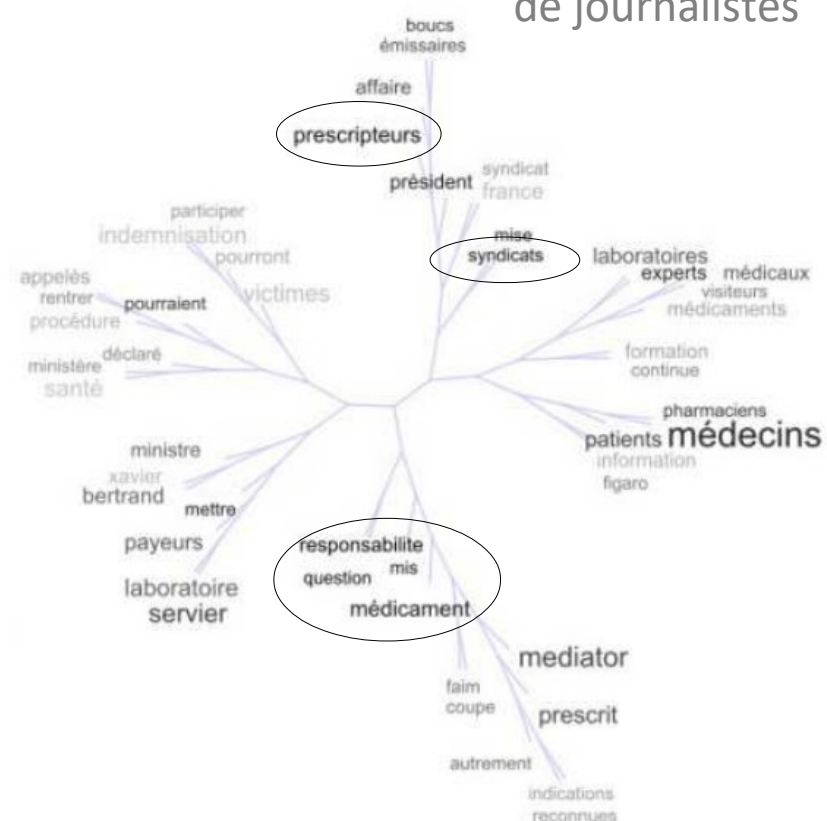 de journalistes
boucs
émissaires
affaire
prescripteurs
président
syndicat
france
mise
syndicats
participer
indemnisation
pourront
victimes
appelés
rentrer
procédure
pourraient
déclaré
ministère
santé
laboratoires
experts médicaux
visiteurs
médicaments
formation
continue
pharmaciens
patients médecins
information
figaro
ministre
xavier
bertrand
mettre
payeurs
laboratoire
servier
responsabilite
mis
question
médicament
mediator
faim
coupe
prescrit
autrement
indications
reconnues